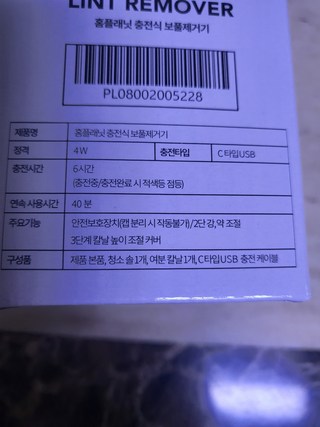 LINT REMOVER
홈플래닛 충전식 보풀제거기
PL08002005228
제품명 홈플래닛 충전식 보풀제거기
정격 4W 충전타입 C타입USB
충전시간 6시간
(충전중/충전완료 시 적색등 점등)
연속 사용시간 40 분
주요기능 안전보호장치(캡 분리 시 작동불가)/2단 강,약 조절
3단계 칼날 높이 조절 커버
구성품 제품 본품, 청소 솔 1개, 여분 칼날 1개, C타입USB 충전 케이블